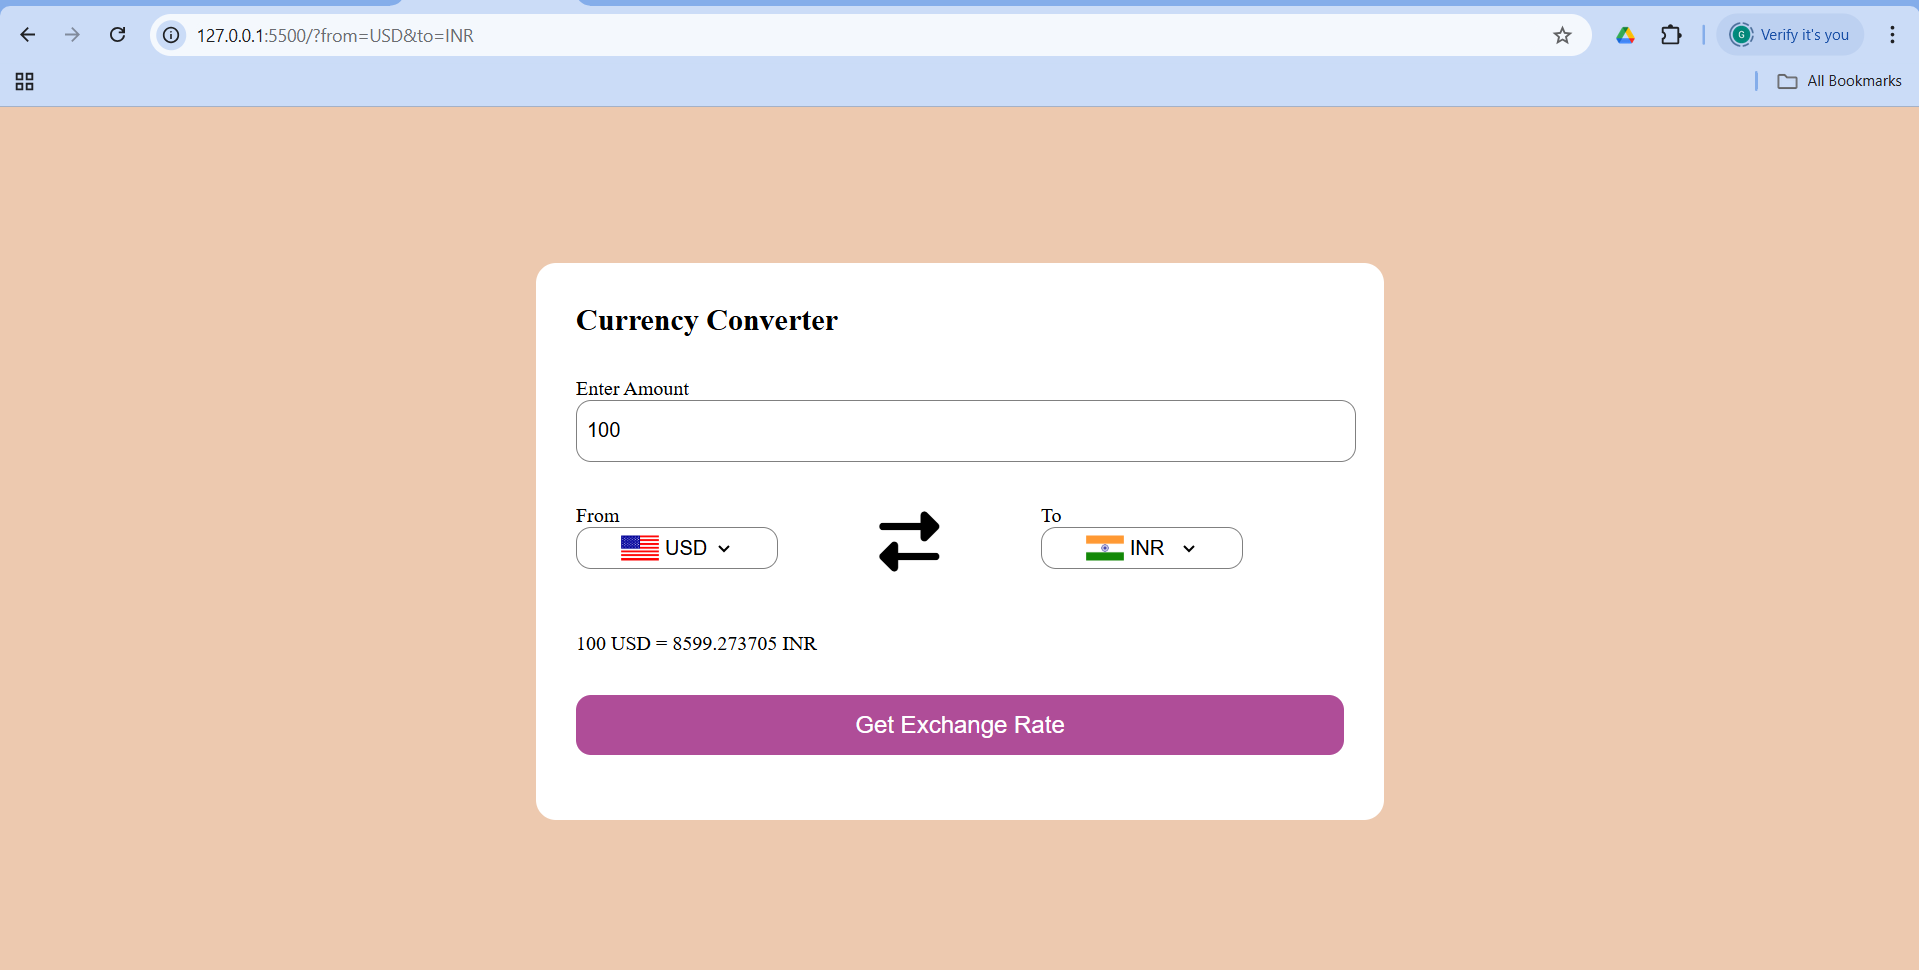 127.0.0.1:5500/?from=USD&to=INR
G Verify it's you
All Bookmarks
Currency Converter
Enter Amount
100
From
To
USD
INR
100 USD = 8599.273705 INR
Get Exchange Rate